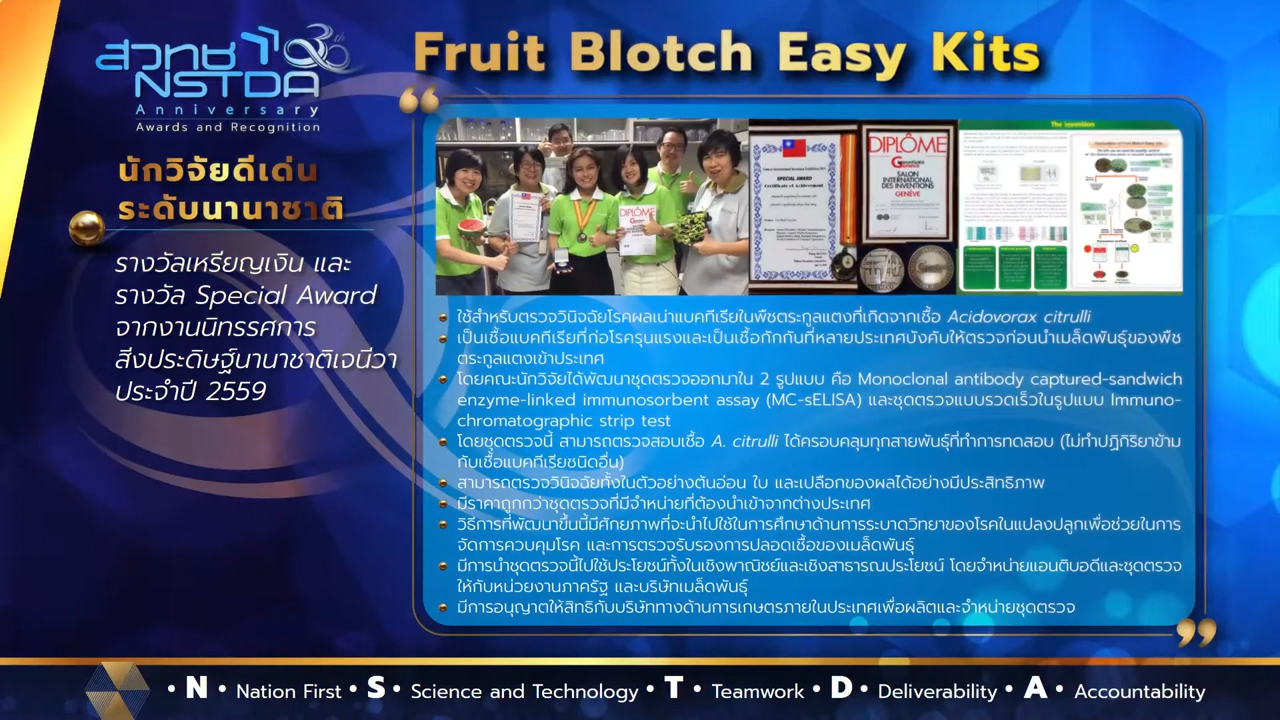 สวทช
NSTDA
30th
Anniversary
Awards and Recognition
Fruit Blotch Easy Kits
นักวิจัยดีเด่น
ระดับนานาชาติ
รางวัลเหรียญเงิน และ
รางวัล Special Award
จากงานนิทรรศการ
สิ่งประดิษฐ์นานาชาติเจนีวา
ประจำปี 2559
SPECIAL AWARD
Certificate of Achievement
DIPLÔME
SALON
INTERNATIONAL
DES INVENTIONS
GENÈVE
The invention
DIPLÔME
ใช้สำหรับตรวจวินิจฉัยโรคผลเน่าแบคทีเรียในพืชตระกูลแตงที่เกิดจากเชื้อ Acidovorax citrulli
เป็นเชื้อแบคทีเรียที่ก่อโรครุนแรงและเป็นเชื้อกักกันที่หลายประเทศบังคับให้ตรวจก่อนนำเมล็ดพันธุ์ของพืช
ตระกูลแตงเข้าประเทศ
โดยคณะนักวิจัยได้พัฒนาชุดตรวจออกมาใน 2 รูปแบบ คือ Monoclonal antibody captured-sandwich
enzyme-linked immunosorbent assay (MC-sELISA) และชุดตรวจแบบรวดเร็วในรูปแบบ Immuno-
chromatographic strip test
โดยชุดตรวจนี้ สามารถตรวจสอบเชื้อ A. citrulli ได้ครอบคลุมทุกสายพันธุ์ที่ทำการทดสอบ (ไม่ทำปฏิกิริยาข้าม
กับเชื้อแบคทีเรียชนิดอื่น)
สามารถตรวจวินิจฉัยทั้งในตัวอย่างต้นอ่อน ใบ และเปลือกของผลได้อย่างมีประสิทธิภาพ
มีราคาถูกกว่าชุดตรวจที่มีจำหน่ายที่ต้องนำเข้าจากต่างประเทศ
วิธีการที่พัฒนาขึ้นนี้มีศักยภาพที่จะนำไปใช้ในการศึกษาด้านการระบาดวิทยาของโรคในแปลงปลูกเพื่อช่วยในการ
จัดการควบคุมโรค และการตรวจรับรองการปลอดเชื้อของเมล็ดพันธุ์
มีการนำชุดตรวจนี้ไปใช้ประโยชน์ทั้งในเชิงพาณิชย์และเชิงสาธารณประโยชน์ โดยจำหน่ายแอนติบอดีและชุดตรวจ
ให้กับหน่วยงานภาครัฐ และบริษัทเมล็ดพันธุ์
มีการอนุญาตให้สิทธิกับบริษัททางด้านการเกษตรภายในประเทศเพื่อผลิตและจำหน่ายชุดตรวจ
• N • Nation First • S • Science and Technology • T • Teamwork • D • Deliverability • A • Accountability